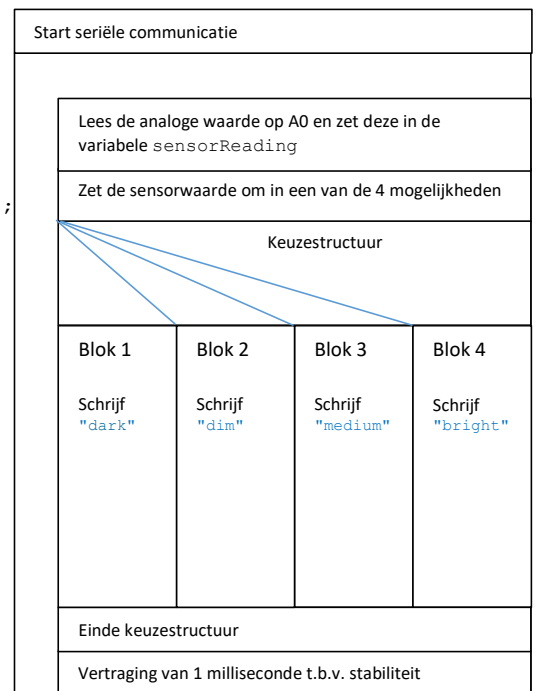 Start seriële communicatie
Lees de analoge waarde op A0 en zet deze in de
variabele sensorReading
Zet de sensorwaarde om in een van de 4 mogelijkheden
;
Keuzestructuur
Blok 1
Schrijf
"dark"
Blok 2
Schrijf
"dim"
Blok 3
Schrijf
"medium"
Blok 4
Schrijf
"bright"
Einde keuzestructuur
Vertraging van 1 milliseconde t.b.v. stabiliteit